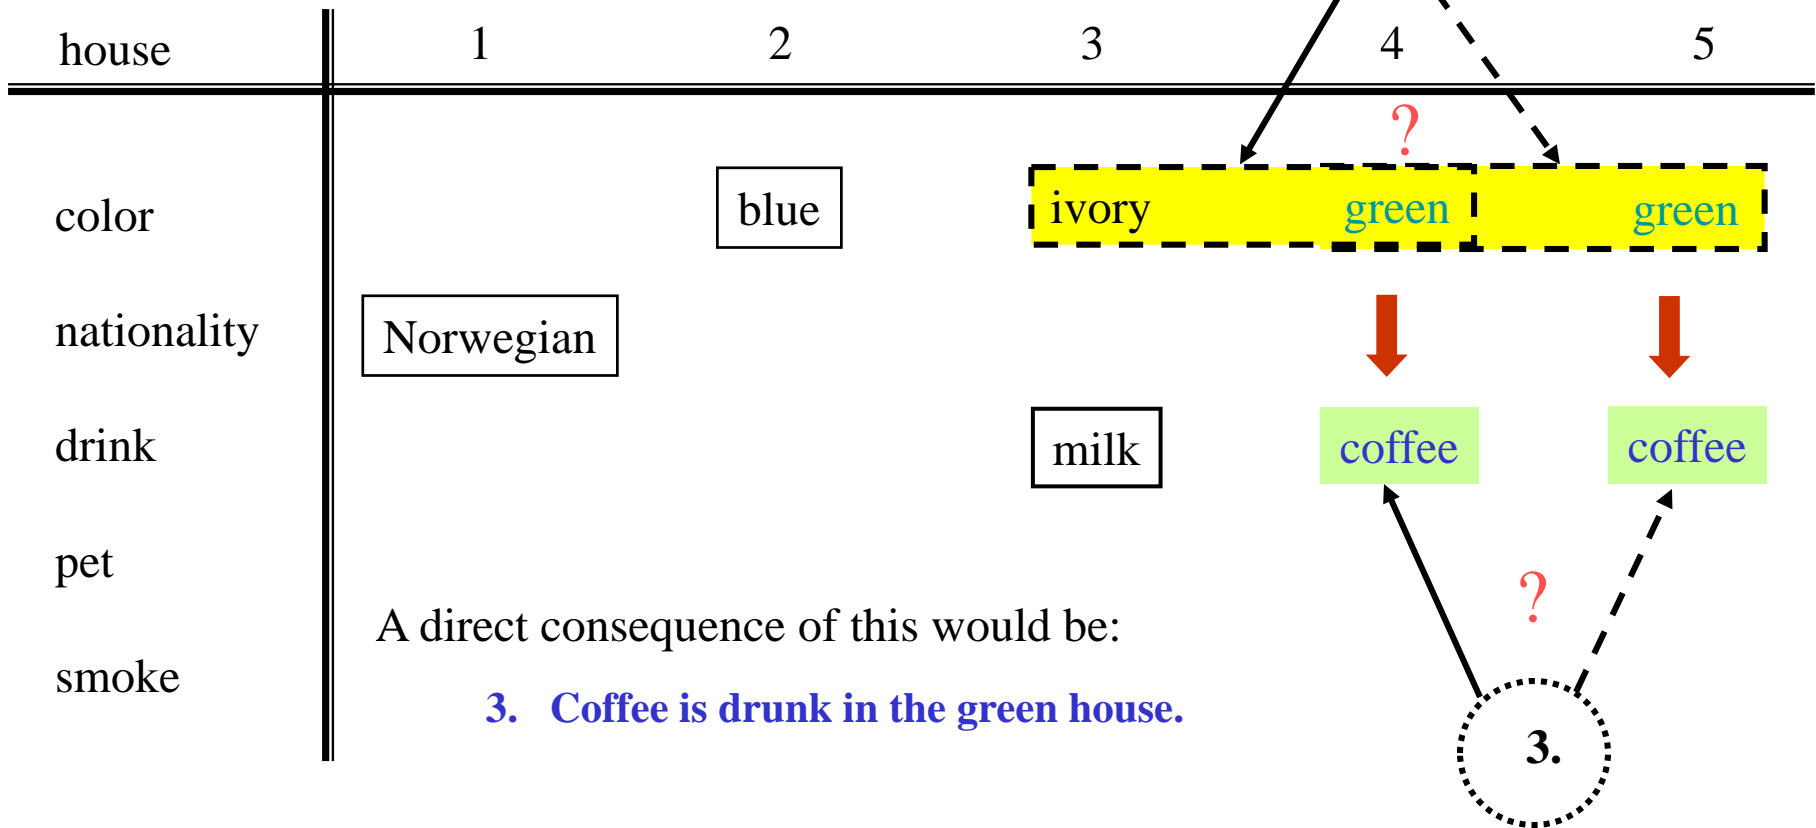 house 1 2 3 4 5
?
color blue ivory green green
nationality Norwegian
drink milk coffee coffee
pet
?
A direct consequence of this would be:
smoke
3. Coffee is drunk in the green house.
3.